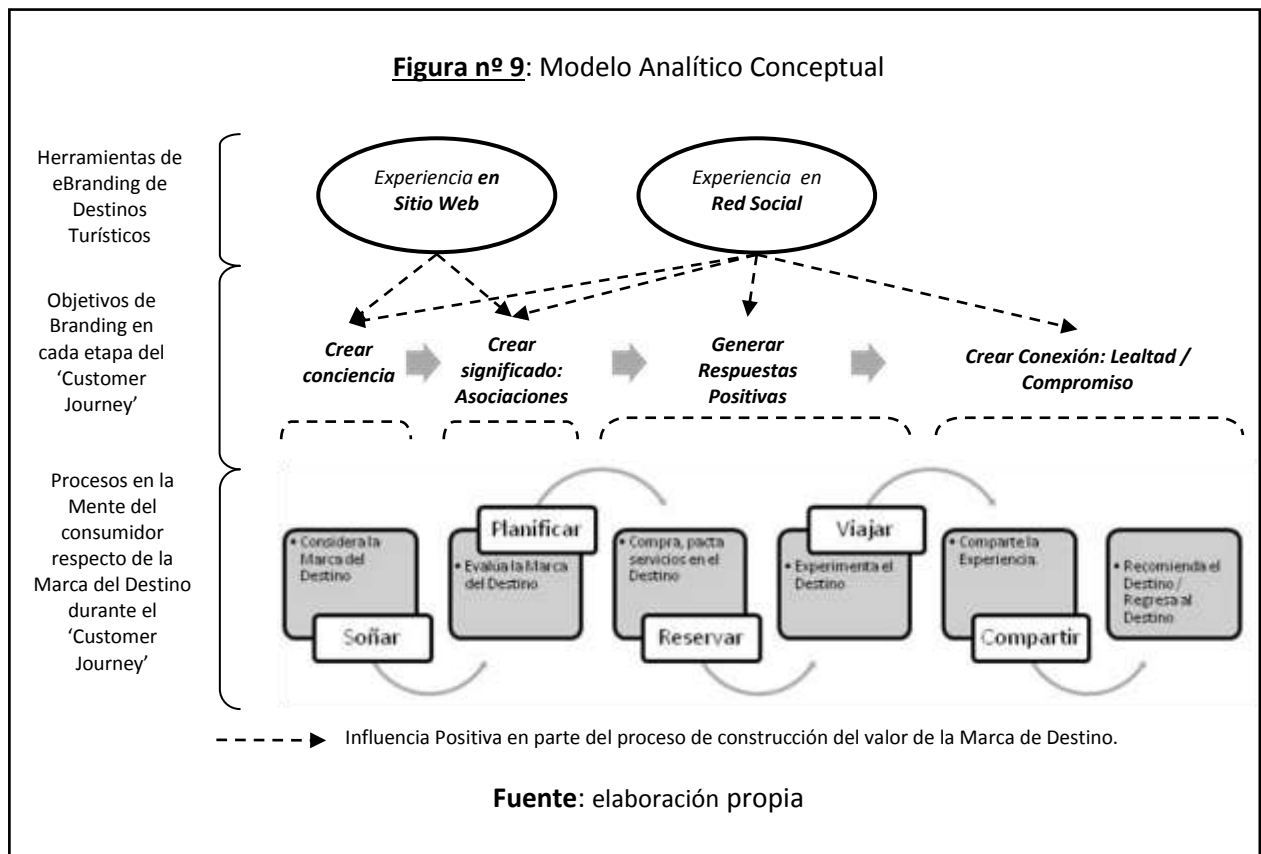 Figura nº 9: Modelo Analítico Conceptual
Herramientas de
eBranding de
Destinos
Turísticos
Experiencia en
Sitio Web
Experiencia en
Red Social
Objetivos de
Branding en
cada etapa del
‘Customer
Journey’
Crear
conciencia
Crear
significado:
Asociaciones
Generar
Respuestas
Positivas
Crear Conexión: Lealtad /
Compromiso
Procesos en la
Mente del
consumidor
respecto de la
Marca del Destino
durante el
‘Customer
Journey’
• Considera la
Marca del
Destino
Soñar
Planificar
• Evalúa la Marca
del Destino
• Compra, pacta
servicios en el
Destino
Reservar
Viajar
• Experimenta el
Destino
• Comparte la
Experiencia.
Compartir
• Recomienda el
Destino /
Regresa al
Destino
Influencia Positiva en parte del proceso de construcción del valor de la Marca de Destino.
Fuente: elaboración propia